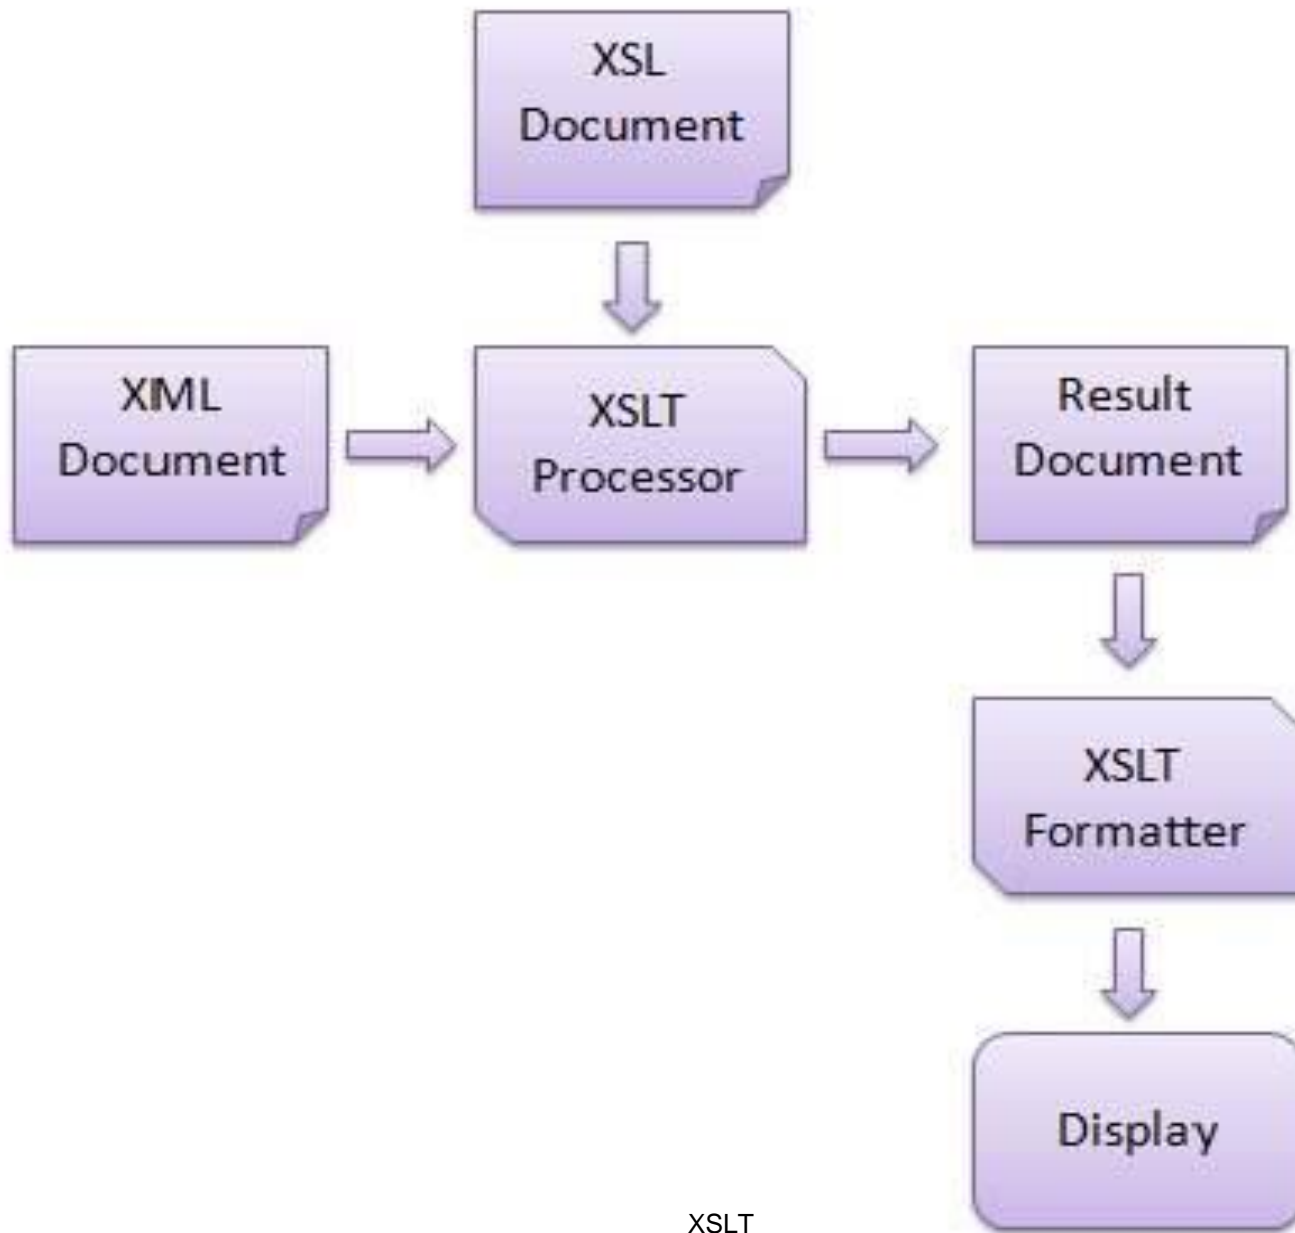 XSL
Document
XIML
Document
XSLT
Processor
Result
Document
XSLT
Formatter
Display
XSLT